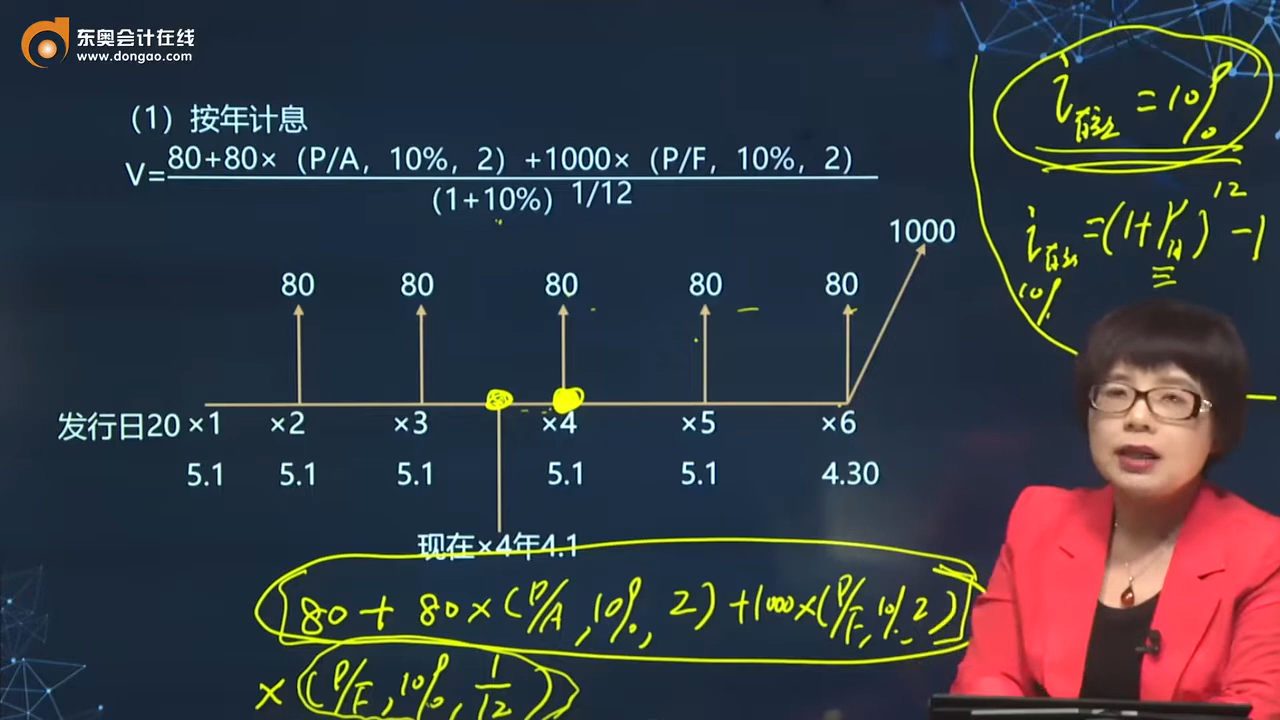 东奥会计在线
www.dongao.com
（1）按年计息
V=
80+80×（P/A，10%，2）+1000×（P/F，10%，2）
（1+10%）1/12
i有效=10%
i有效=(1+r/12)^12-1
10%
1000
80 80 80 80 80
发行日20×1 ×2 ×3 ×4 ×5 ×6
5.1 5.1 5.1 5.1 5.1 4.30
现在×4年4.1
[80+80×(P/A,10%,2)+1000×(P/F,10%,2)]
×(P/F,10%,1/12)